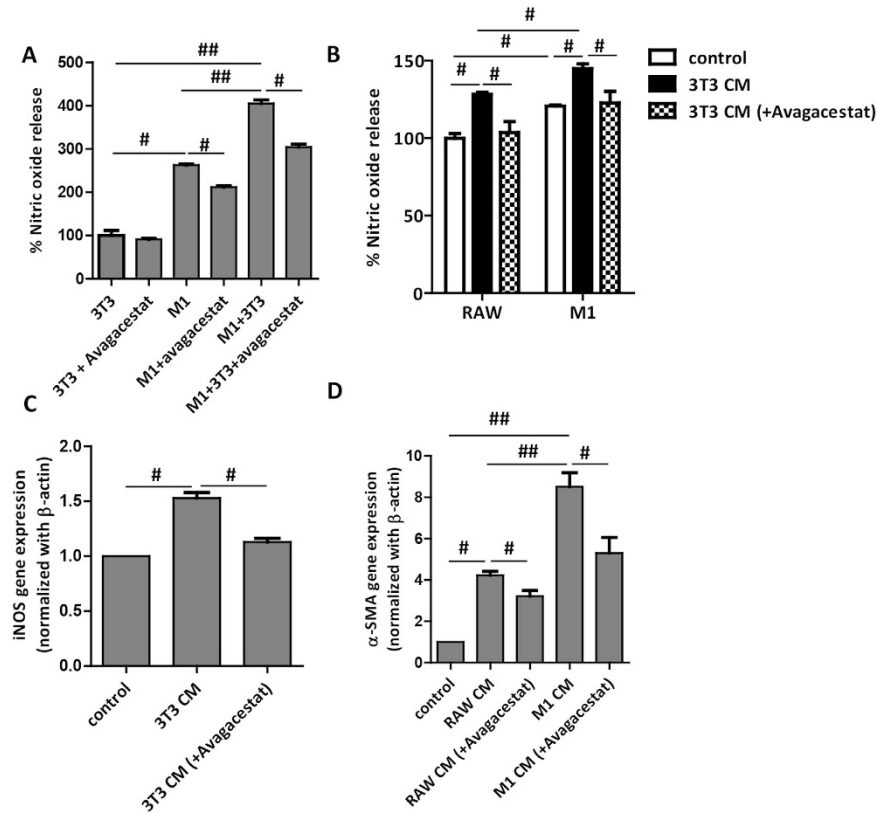 A
% Nitric oxide release
500
400
300
200
100
0
##
##
#
#
#
3T3
3T3 + Avagacestat
M1
M1+avagacestat
M1+3T3
M1+3T3+avagacestat
B
% Nitric oxide release
150
100
50
0
#
#
# #
# #
RAW
M1
control
3T3 CM
3T3 CM (+Avagacestat)
C
iNOS gene expression
(normalized with β-actin)
2.0
1.5
1.0
0.5
0.0
# #
control
3T3 CM
3T3 CM (+Avagacestat)
D
α-SMA gene expression
(normalized with β-actin)
10
8
6
4
2
0
##
##
#
# #
control
RAW CM
RAW CM (+Avagacestat)
M1 CM
M1 CM (+Avagacestat)